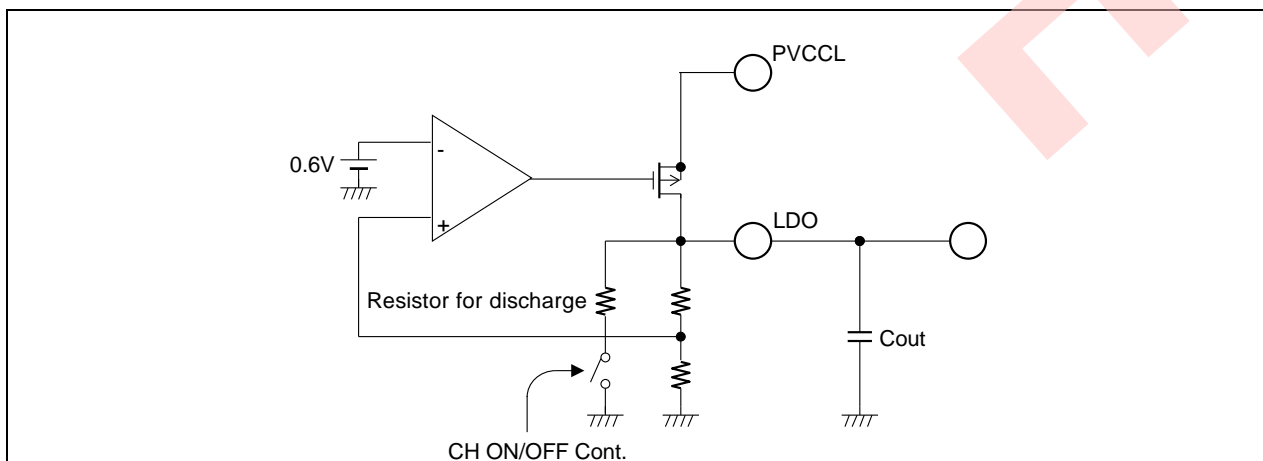 PVCCL
0.6V
-
+
LDO
Resistor for discharge
Cout
CH ON/OFF Cont.